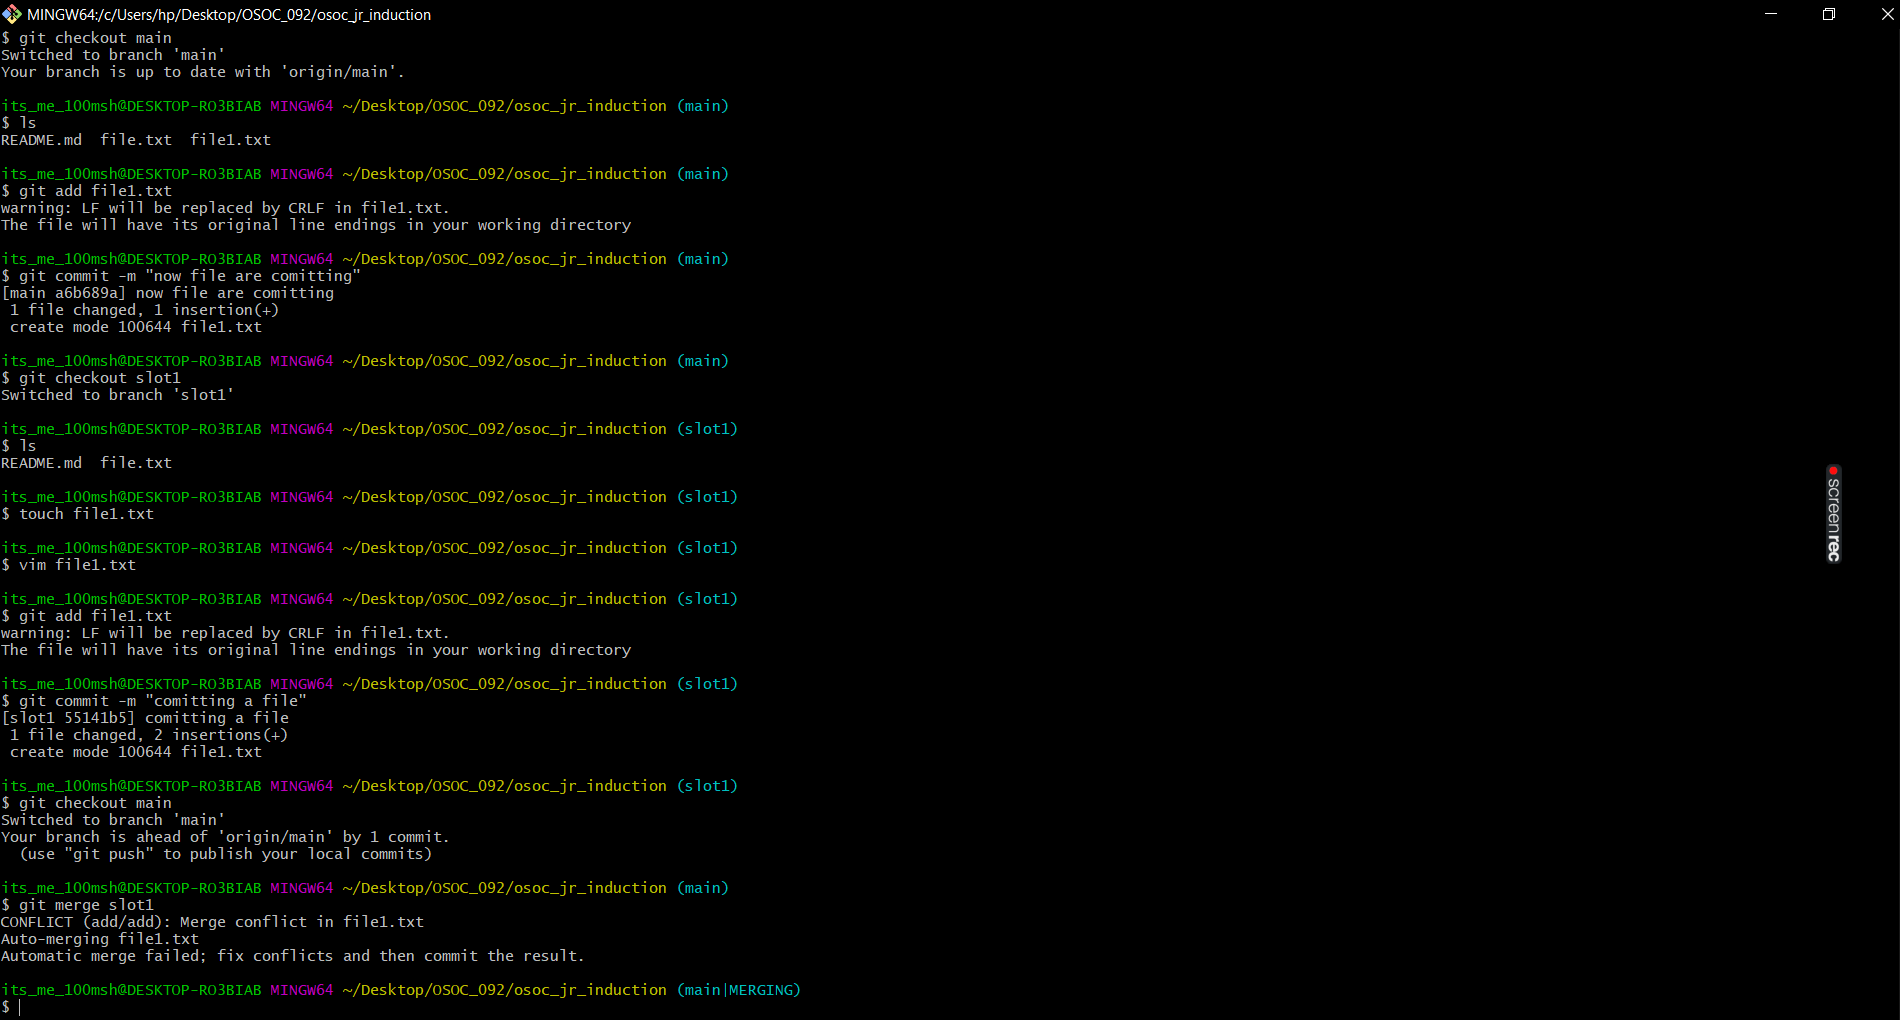 MINGW64:/c/Users/hp/Desktop/OSOC_092/osoc_jr_induction
$ git checkout main
Switched to branch 'main'
Your branch is up to date with 'origin/main'.
its_me_100msh@DESKTOP-RO3BIAB MINGW64 ~/Desktop/OSOC_092/osoc_jr_induction (main)
$ ls
README.md  file.txt  file1.txt
its_me_100msh@DESKTOP-RO3BIAB MINGW64 ~/Desktop/OSOC_092/osoc_jr_induction (main)
$ git add file1.txt
warning: LF will be replaced by CRLF in file1.txt.
The file will have its original line endings in your working directory
its_me_100msh@DESKTOP-RO3BIAB MINGW64 ~/Desktop/OSOC_092/osoc_jr_induction (main)
$ git commit -m "now file are comitting"
[main a6b689a] now file are comitting
 1 file changed, 1 insertion(+)
 create mode 100644 file1.txt
its_me_100msh@DESKTOP-RO3BIAB MINGW64 ~/Desktop/OSOC_092/osoc_jr_induction (main)
$ git checkout slot1
Switched to branch 'slot1'
its_me_100msh@DESKTOP-RO3BIAB MINGW64 ~/Desktop/OSOC_092/osoc_jr_induction (slot1)
$ ls
README.md  file.txt
its_me_100msh@DESKTOP-RO3BIAB MINGW64 ~/Desktop/OSOC_092/osoc_jr_induction (slot1)
$ touch file1.txt
its_me_100msh@DESKTOP-RO3BIAB MINGW64 ~/Desktop/OSOC_092/osoc_jr_induction (slot1)
$ vim file1.txt
its_me_100msh@DESKTOP-RO3BIAB MINGW64 ~/Desktop/OSOC_092/osoc_jr_induction (slot1)
$ git add file1.txt
warning: LF will be replaced by CRLF in file1.txt.
The file will have its original line endings in your working directory
its_me_100msh@DESKTOP-RO3BIAB MINGW64 ~/Desktop/OSOC_092/osoc_jr_induction (slot1)
$ git commit -m "comitting a file"
[slot1 55141b5] comitting a file
 1 file changed, 2 insertions(+)
 create mode 100644 file1.txt
its_me_100msh@DESKTOP-RO3BIAB MINGW64 ~/Desktop/OSOC_092/osoc_jr_induction (slot1)
$ git checkout main
Switched to branch 'main'
Your branch is ahead of 'origin/main' by 1 commit.
  (use "git push" to publish your local commits)
its_me_100msh@DESKTOP-RO3BIAB MINGW64 ~/Desktop/OSOC_092/osoc_jr_induction (main)
$ git merge slot1
CONFLICT (add/add): Merge conflict in file1.txt
Auto-merging file1.txt
Automatic merge failed; fix conflicts and then commit the result.
its_me_100msh@DESKTOP-RO3BIAB MINGW64 ~/Desktop/OSOC_092/osoc_jr_induction (main|MERGING)
$
screenrec